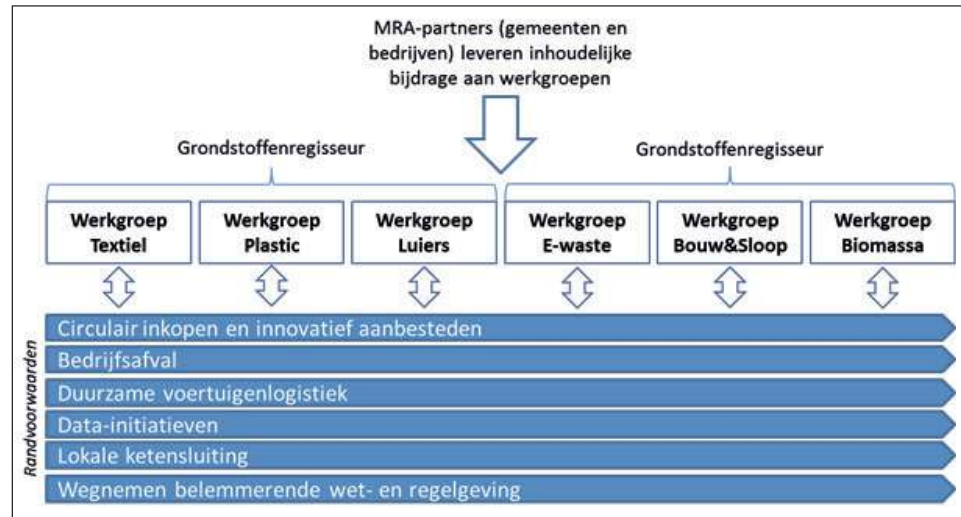 MRA-partners (gemeenten en
bedrijven) leveren inhoudelijke
bijdrage aan werkgroepen
Grondstoffenregisseur
Grondstoffenregisseur
Werkgroep
Textiel
Werkgroep
Plastic
Werkgroep
Luiers
Werkgroep
E-waste
Werkgroep
Bouw&Sloop
Werkgroep
Biomassa
Randvoorwaarden
Circulair inkopen en innovatief aanbesteden
Bedrijfsafval
Duurzame voertuigenlogistiek
Data-initiatieven
Lokale ketensluiting
Wegnemen belemmerende wet- en regelgeving